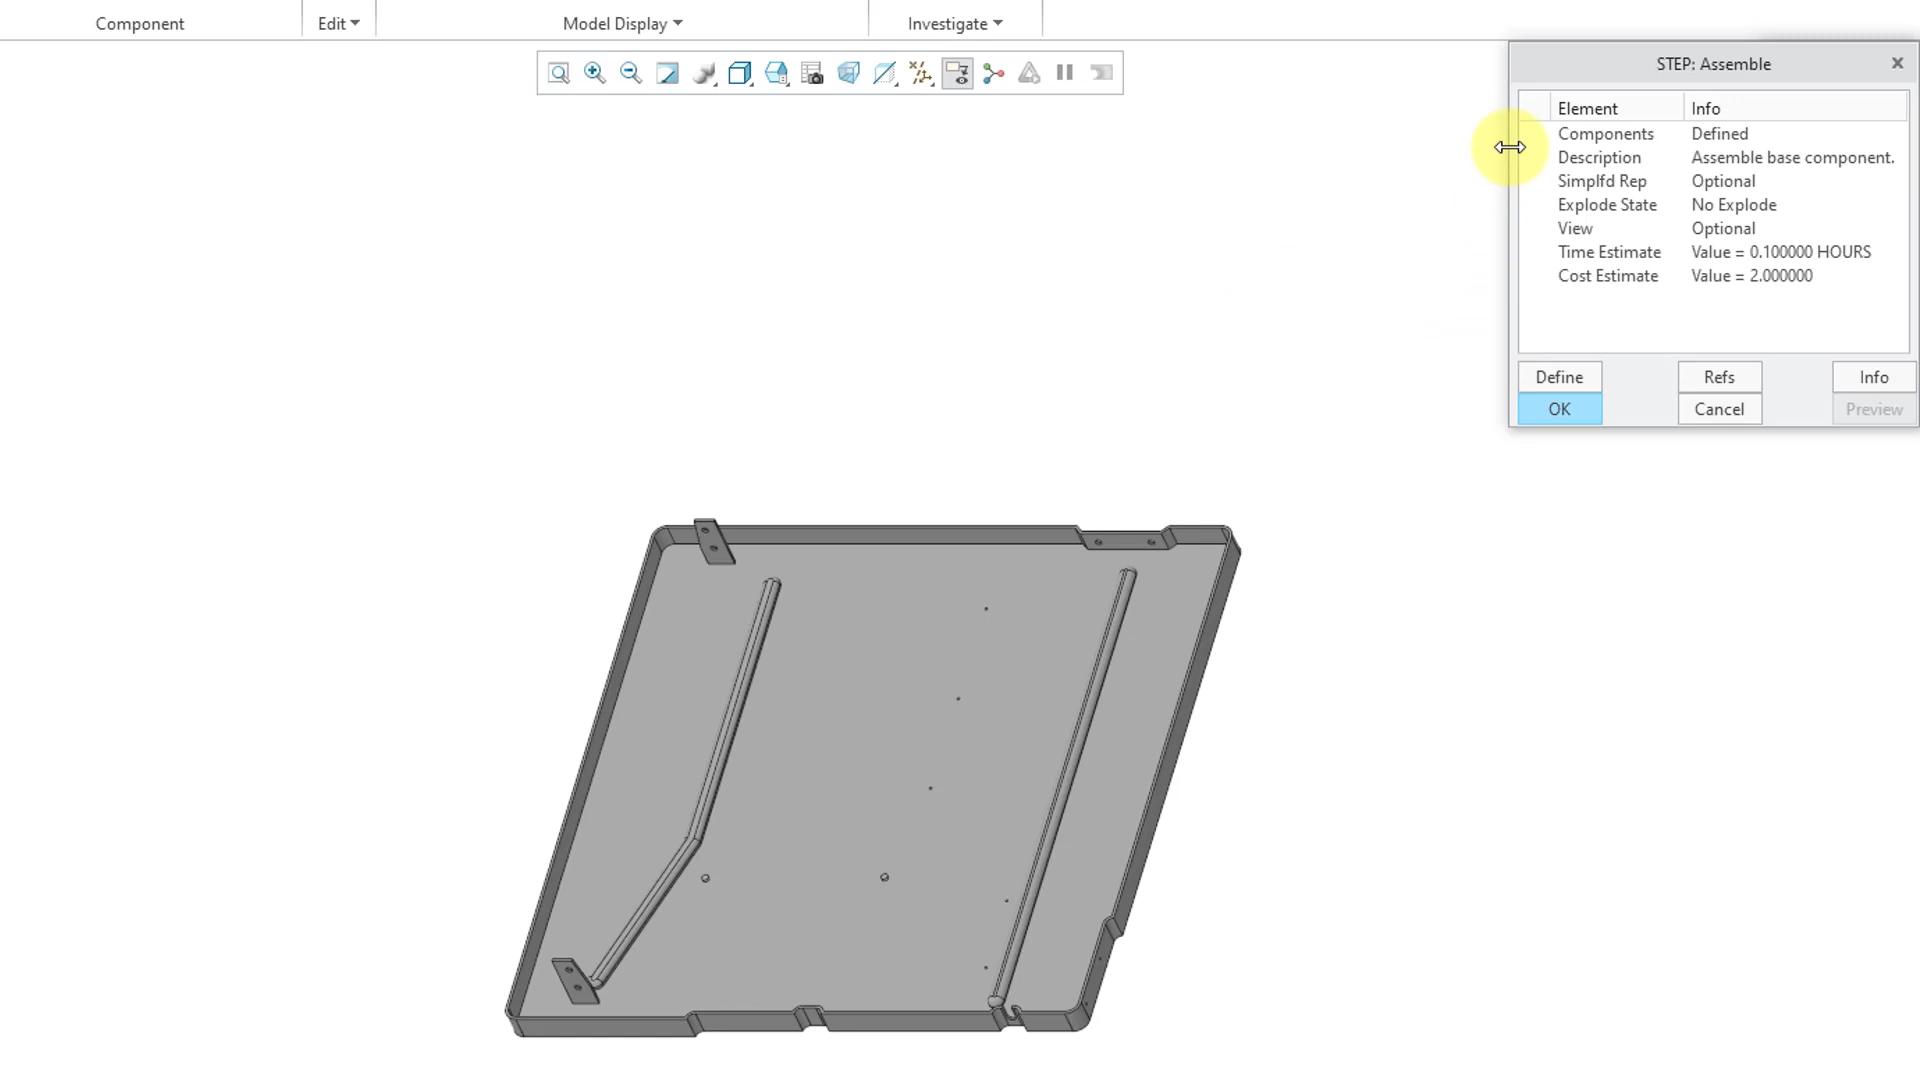 Component
Edit
Model Display
Investigate
STEP: Assemble
Element Info
Components Defined
Description Assemble base component.
Simplfd Rep Optional
Explode State No Explode
View Optional
Time Estimate Value = 0.100000 HOURS
Cost Estimate Value = 2.000000
Define Refs Info
OK Cancel Preview